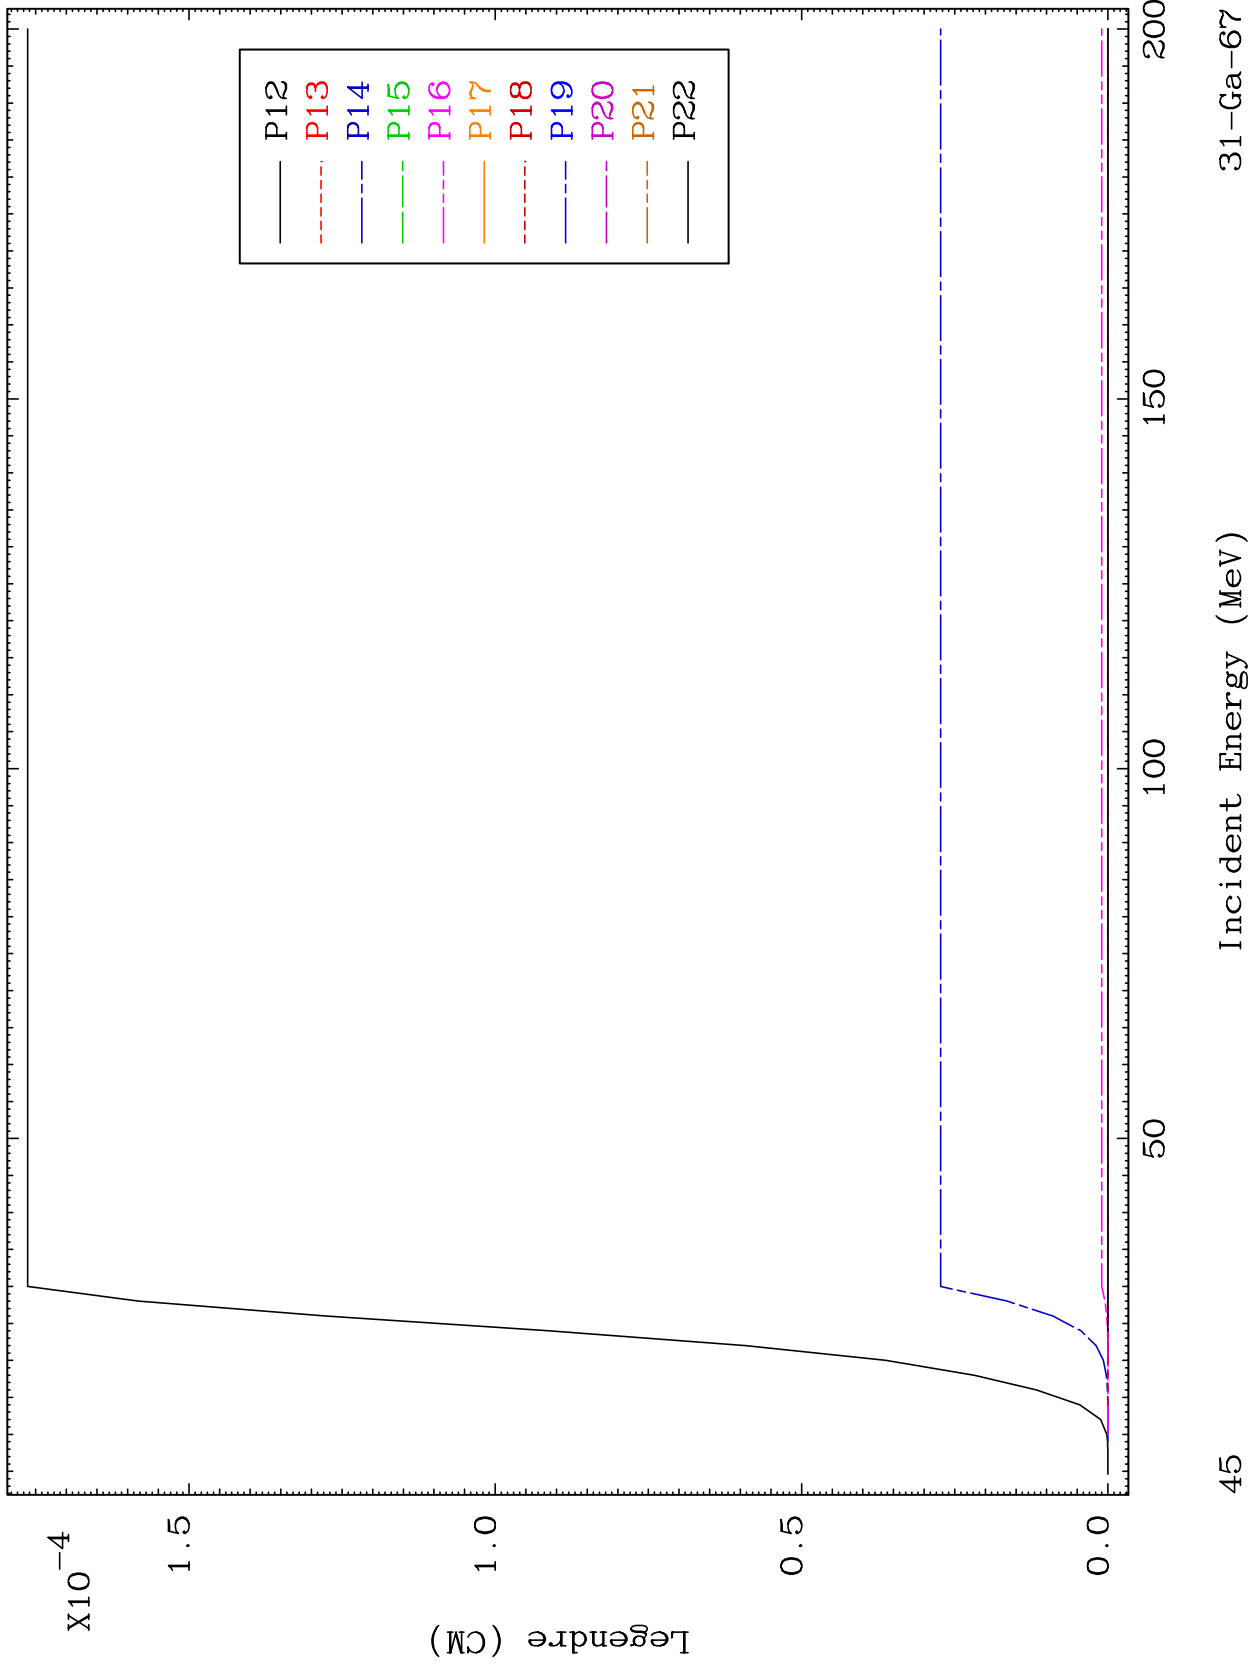 X10-4
1.5
1.0
0.5
0.0
Legendre (CM)
P12
P13
P14
P15
P16
P17
P18
P19
P20
P21
P22
50
100
150
200
45
Incident Energy (MeV)
31-Ga-67